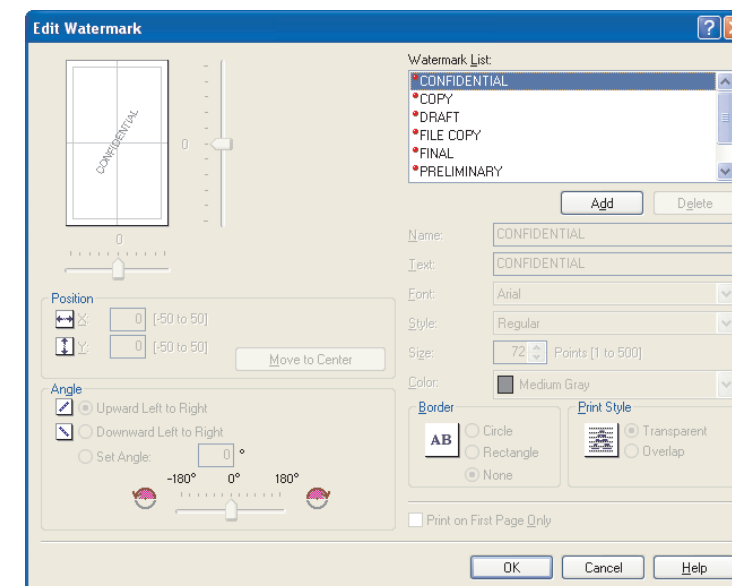 Edit Watermark
?
CONFIDENTIAL
0
0
Watermark List:
CONFIDENTIAL
COPY
DRAFT
FILE COPY
FINAL
PRELIMINARY
Add
Delete
Name: CONFIDENTIAL
Text: CONFIDENTIAL
Font: Arial
Style: Regular
Size: 72 Points [1 to 500]
Color: Medium Gray
Position
X: 0 [-50 to 50]
Y: 0 [-50 to 50]
Move to Center
Angle
Upward Left to Right
Downward Left to Right
Set Angle: 0 °
-180° 0° 180°
Border
AB
Circle
Rectangle
None
Print Style
Transparent
Overlap
Print on First Page Only
OK
Cancel
Help